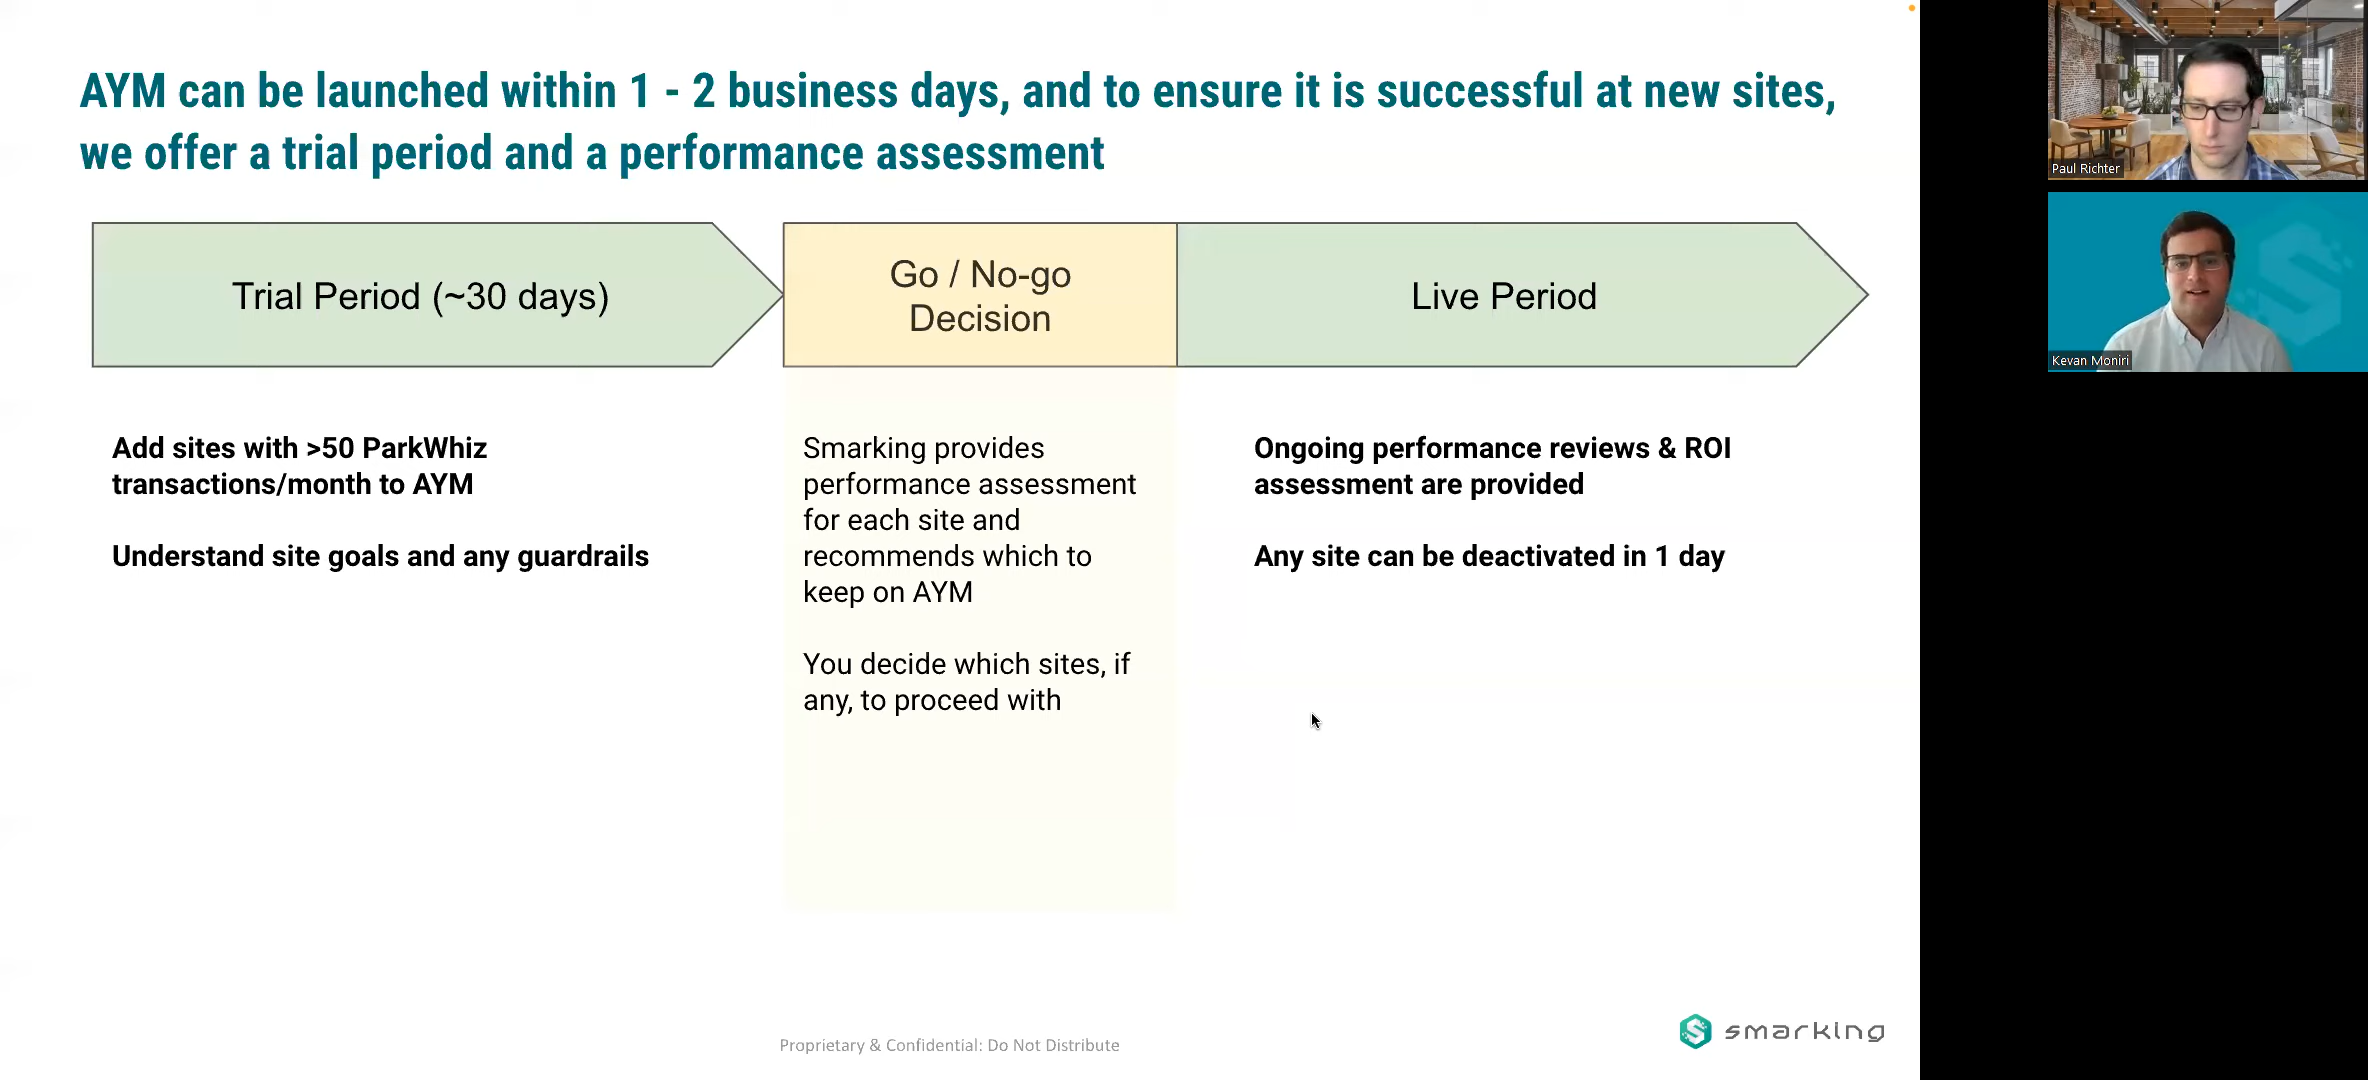 AYM can be launched within 1 - 2 business days, and to ensure it is successful at new sites,
we offer a trial period and a performance assessment
Trial Period (~30 days)
Go / No-go
Decision
Live Period
Add sites with >50 ParkWhiz
transactions/month to AYM
Understand site goals and any guardrails
Smarking provides
performance assessment
for each site and
recommends which to
keep on AYM
You decide which sites, if
any, to proceed with
Ongoing performance reviews & ROI
assessment are provided
Any site can be deactivated in 1 day
Proprietary & Confidential: Do Not Distribute
smarking
Paul Richter
Kevan Moniri